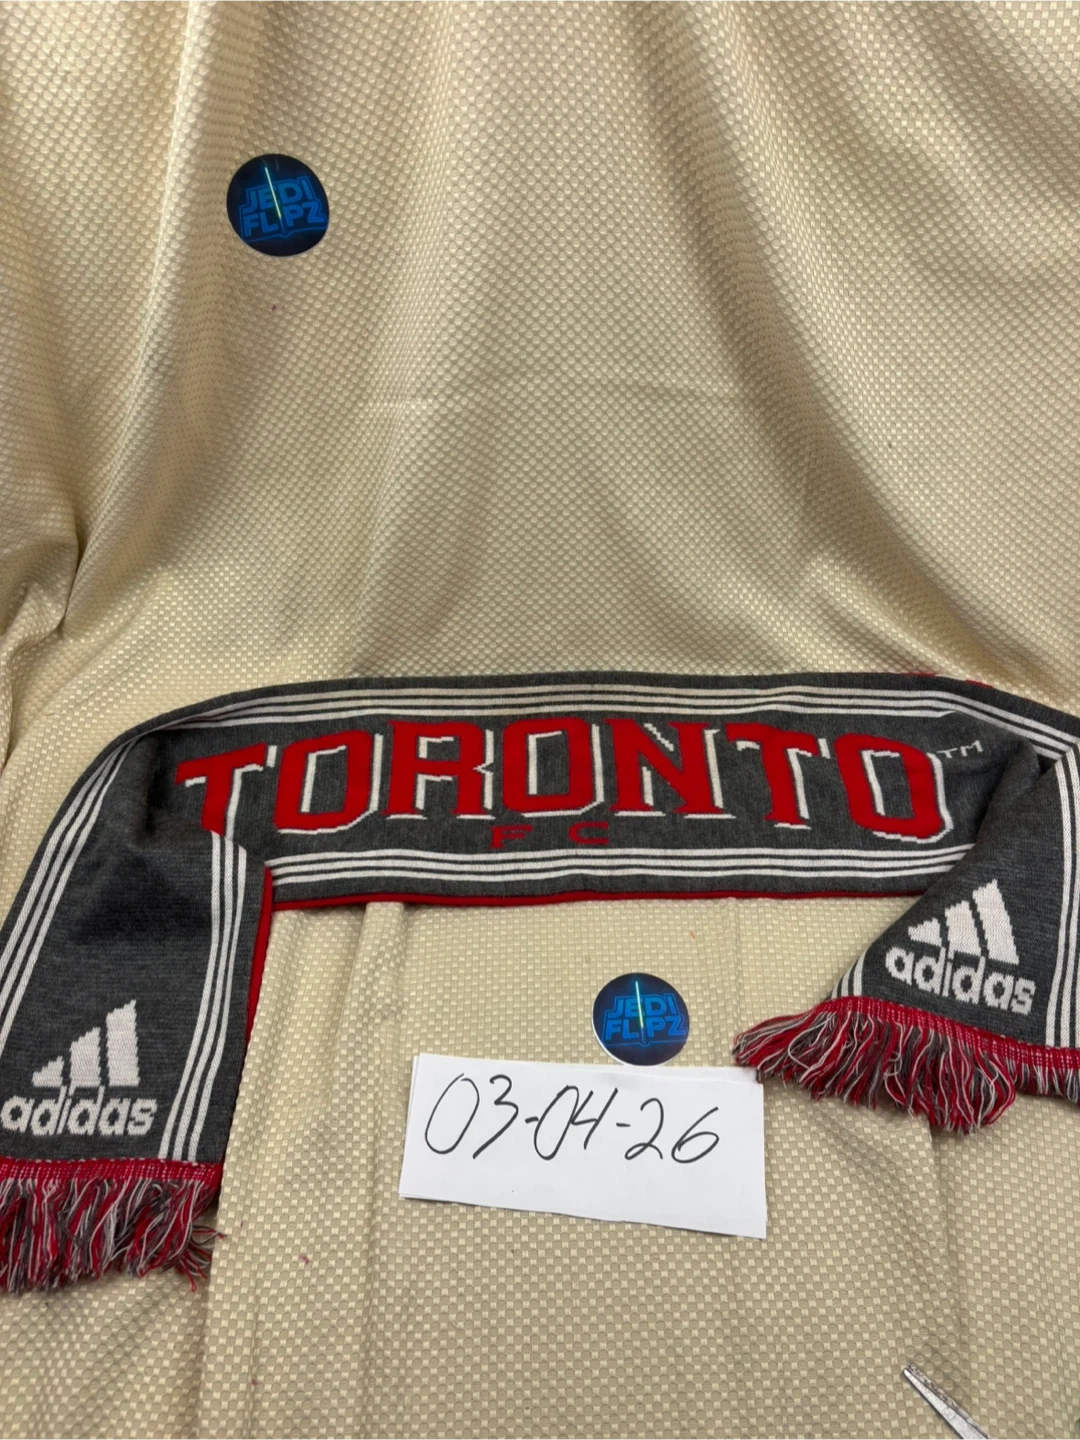 JEDI
FLIPZ
TORONTO™
FC
adidas
adidas
JEDI
FLIPZ
03-04-26